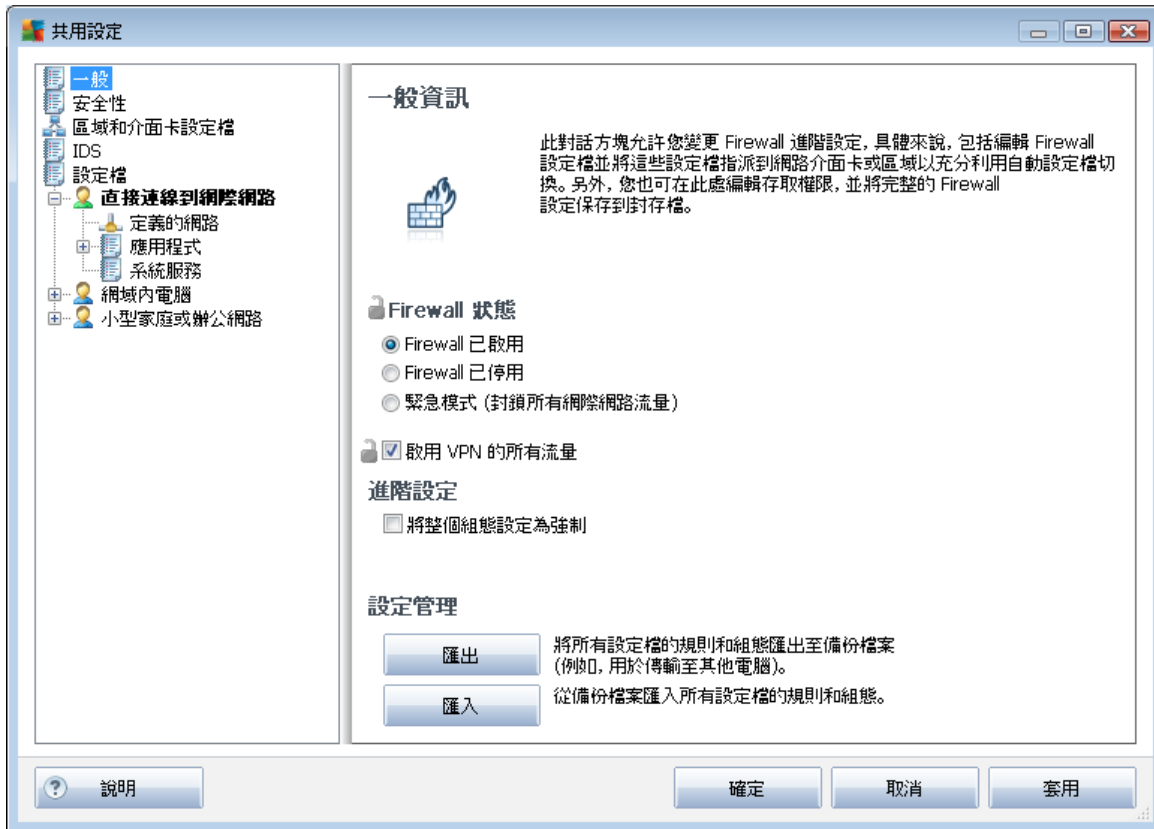 共用設定
一般
安全性
區域和介面卡設定檔
IDS
設定檔
直接連線到網際網路
定義的網路
應用程式
系統服務
網域內電腦
小型家庭或辦公網路
一般資訊
此對話方塊允許您變更 Firewall 進階設定, 具體來說, 包括編輯 Firewall
設定檔並將這些設定檔指派到網路介面卡或區域以充分利用自動設定檔切
換。另外, 您也可在此處編輯存取權限, 並將完整的 Firewall
設定保存到封存檔。
Firewall 狀態
Firewall 已啟用
Firewall 已停用
緊急模式 (封鎖所有網際網路流量)
啟用 VPN 的所有流量
進階設定
將整個組態設定為強制
設定管理
匯出
將所有設定檔的規則和組態匯出至備份檔案
(例如, 用於傳輸至其他電腦)。
匯入
從備份檔案匯入所有設定檔的規則和組態。
說明
確定
取消
套用